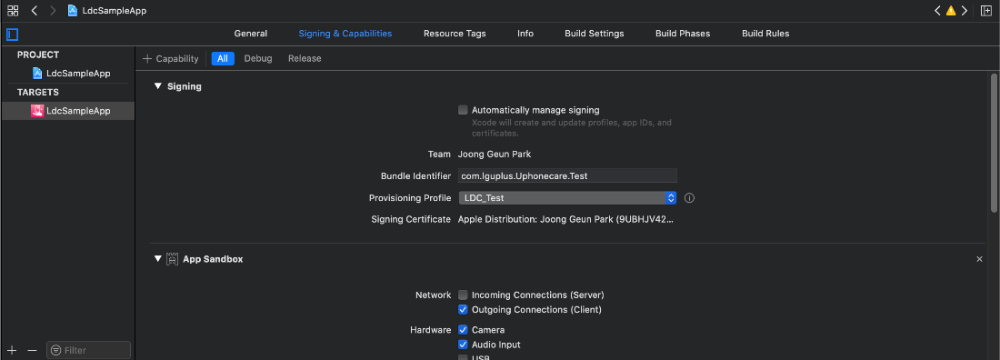 LdcSampleApp
General Signing & Capabilities Resource Tags Info Build Settings Build Phases Build Rules
PROJECT
LdcSampleApp
TARGETS
LdcSampleApp
+ Capability All Debug Release
Signing
Automatically manage signing
Xcode will create and update profiles, app IDs, and
certificates.
Team Joong Geun Park
Bundle Identifier com.lguplus.Uphonecare.Test
Provisioning Profile LDC_Test
Signing Certificate Apple Distribution: Joong Geun Park (9UBHJV42...
App Sandbox
Network Incoming Connections (Server)
Outgoing Connections (Client)
Hardware Camera
Audio Input
USB
Filter